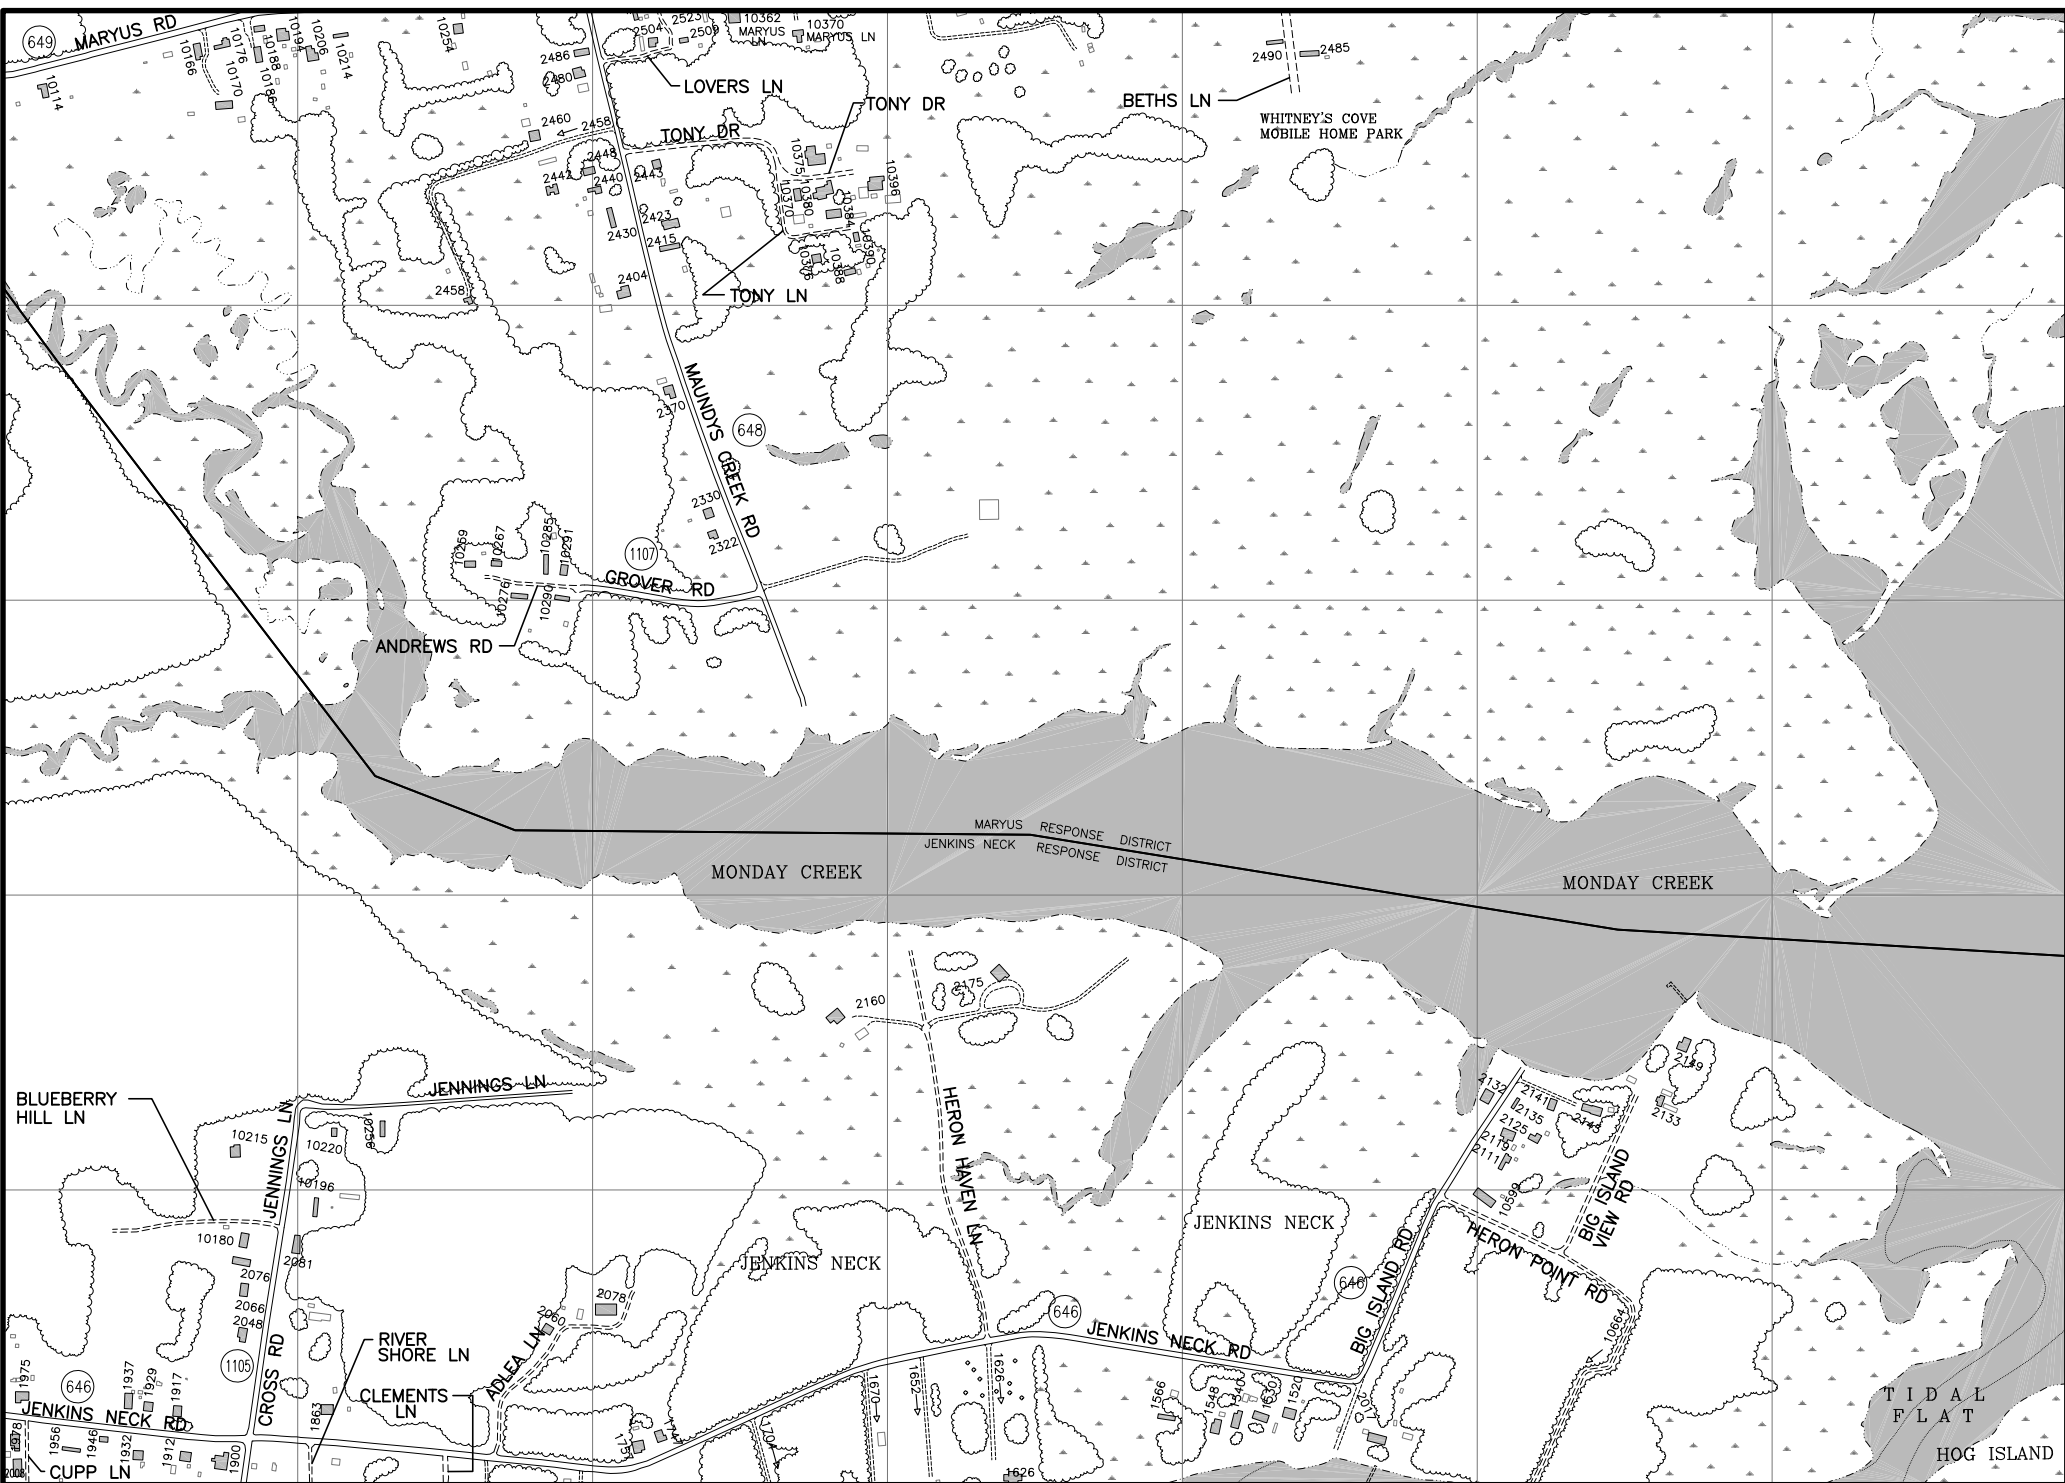 649
MARYUS RD
10114
10166
10176
10170
10188
10186
10194
10206
10214
10254
2504
2523
2509
10362
MARYUS
LN
10370
MARYUS LN
2486
2480
LOVERS LN
TONY DR
TONY DR
2460
2458
2448
2442
2440
2443
2423
2430
2415
2404
2458
10375
10370
10380
10384
10396
10376
10388
10390
TONY LN
2490
2485
BETHS LN
WHITNEY'S COVE
MOBILE HOME PARK
MAUNDYS CREEK RD
648
2370
2330
2322
10259
10267
10285
10291
10276
10290
1107
GROVER RD
ANDREWS RD
MARYUS RESPONSE DISTRICT
JENKINS NECK RESPONSE DISTRICT
MONDAY CREEK
MONDAY CREEK
2160
2175
HERON HAVEN LN
BLUEBERRY
HILL LN
JENNINGS LN
JENNINGS LN
10215
10220
10256
10196
10180
2081
2076
2066
2048
1105
CROSS RD
RIVER
SHORE LN
CLEMENTS
LN
ADLEA LN
2060
2078
JENKINS NECK
JENKINS NECK
2132
2141
2135
2125
2119
2111
2143
2149
2133
10599
BIG ISLAND
VIEW RD
HERON POINT RD
10664
646
BIG ISLAND RD
646
JENKINS NECK RD
1975
646
1937
1929
1917
JENKINS NECK RD
1978
1956
1946
1932
1912
1900
1863
2008
CUPP LN
1751
1747
1704
1670
1652
1626
1626
1566
1548
1540
1530
1520
2017
TIDAL
FLAT
HOG ISLAND